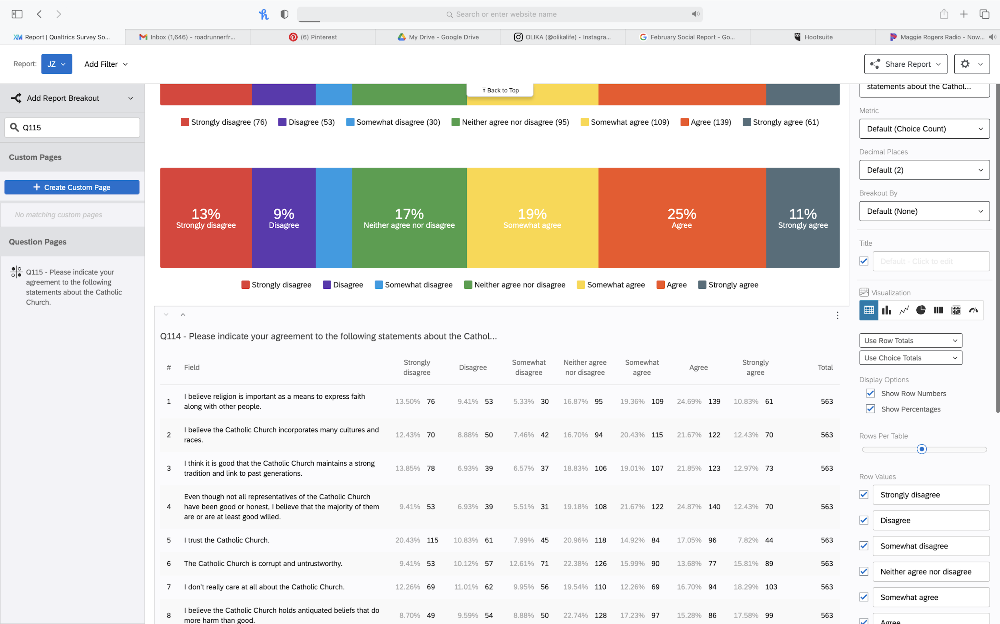 Search or enter website name
XM Report | Qualtrics Survey So...
Inbox (1,646) - roadrunnerfr...
(6) Pinterest
My Drive - Google Drive
OLIKA (@olikalife) • Instagra...
February Social Report - Go...
Hootsuite
Maggie Rogers Radio - Now...
Report: JZ
Add Filter
Share Report
Add Report Breakout
Q115
Custom Pages
+ Create Custom Page
No matching custom pages
Question Pages
Q115 - Please indicate your
agreement to the following
statements about the Catholic
Church.
Back to Top
Strongly disagree (76) Disagree (53) Somewhat disagree (30) Neither agree nor disagree (95) Somewhat agree (109) Agree (139) Strongly agree (61)
13% 9% 17% 19% 25% 11%
Strongly disagree Disagree Neither agree nor disagree Somewhat agree Agree Strongly agree
Strongly disagree Disagree Somewhat disagree Neither agree nor disagree Somewhat agree Agree Strongly agree
Q114 - Please indicate your agreement to the following statements about the Cathol...
# Field Strongly disagree Disagree Somewhat disagree Neither agree nor disagree Somewhat agree Agree Strongly agree Total
1 I believe religion is important as a means to express faith
along with other people.
13.50% 76 9.41% 53 5.33% 30 16.87% 95 19.36% 109 24.69% 139 10.83% 61 563
2 I believe the Catholic Church incorporates many cultures and
races.
12.43% 70 8.88% 50 7.46% 42 16.70% 94 20.43% 115 21.67% 122 12.43% 70 563
3 I think it is good that the Catholic Church maintains a strong
tradition and link to past generations.
13.85% 78 6.93% 39 6.57% 37 18.83% 106 19.01% 107 21.85% 123 12.97% 73 563
4 Even though not all representatives of the Catholic Church
have been good or honest, I believe that the majority of them
are or are at least good willed.
9.41% 53 6.93% 39 5.51% 31 19.18% 108 21.67% 122 24.87% 140 12.43% 70 563
5 I trust the Catholic Church. 20.43% 115 10.83% 61 7.99% 45 20.96% 118 14.92% 84 17.05% 96 7.82% 44 563
6 The Catholic Church is corrupt and untrustworthy. 9.41% 53 10.12% 57 12.61% 71 22.38% 126 15.99% 90 13.68% 77 15.81% 89 563
7 I don't really care at all about the Catholic Church. 12.26% 69 11.01% 62 9.95% 56 19.54% 110 12.26% 69 16.70% 94 18.29% 103 563
8 I believe the Catholic Church holds antiquated beliefs that do
more harm than good.
8.70% 49 9.59% 54 8.88% 50 22.74% 128 17.23% 97 15.28% 86 17.58% 99 563
statements about the Cathol...
Metric
Default (Choice Count)
Decimal Places
Default (2)
Breakout By
Default (None)
Title
Default - Click to edit
Visualization
Use Row Totals
Use Choice Totals
Display Options
Show Row Numbers
Show Percentages
Rows Per Table
Row Values
Strongly disagree
Disagree
Somewhat disagree
Neither agree nor disagree
Somewhat agree
Agree